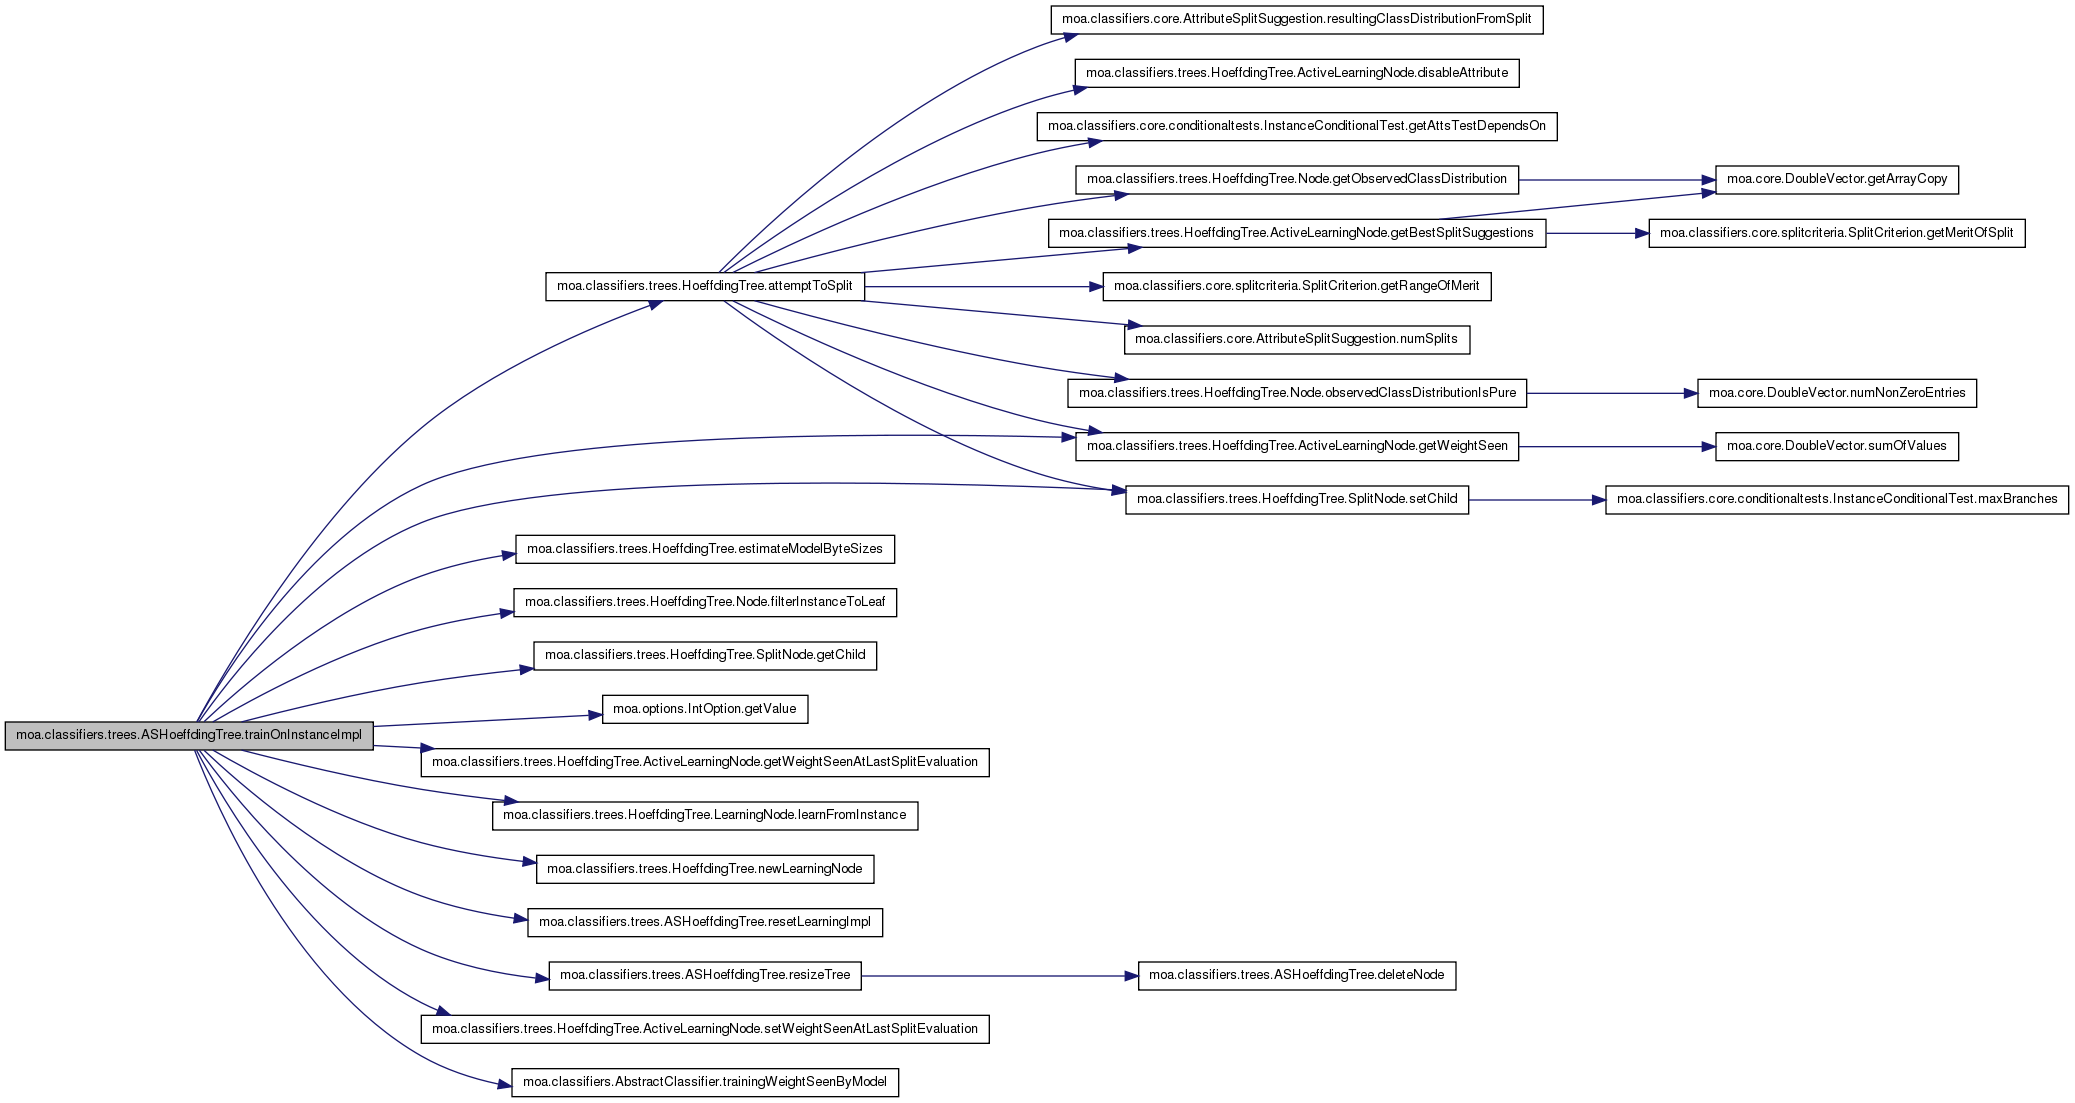 moa.classifiers.core.AttributeSplitSuggestion.resultingClassDistributionFromSplit
moa.classifiers.trees.HoeffdingTree.ActiveLearningNode.disableAttribute
moa.classifiers.core.conditionaltests.InstanceConditionalTest.getAttsTestDependsOn
moa.classifiers.trees.HoeffdingTree.Node.getObservedClassDistribution
moa.core.DoubleVector.getArrayCopy
moa.classifiers.trees.HoeffdingTree.ActiveLearningNode.getBestSplitSuggestions
moa.classifiers.core.splitcriteria.SplitCriterion.getMeritOfSplit
moa.classifiers.trees.HoeffdingTree.attemptToSplit
moa.classifiers.core.splitcriteria.SplitCriterion.getRangeOfMerit
moa.classifiers.core.AttributeSplitSuggestion.numSplits
moa.classifiers.trees.HoeffdingTree.Node.observedClassDistributionIsPure
moa.core.DoubleVector.numNonZeroEntries
moa.classifiers.trees.HoeffdingTree.ActiveLearningNode.getWeightSeen
moa.core.DoubleVector.sumOfValues
moa.classifiers.trees.HoeffdingTree.SplitNode.setChild
moa.classifiers.core.conditionaltests.InstanceConditionalTest.maxBranches
moa.classifiers.trees.HoeffdingTree.estimateModelByteSizes
moa.classifiers.trees.HoeffdingTree.Node.filterInstanceToLeaf
moa.classifiers.trees.HoeffdingTree.SplitNode.getChild
moa.options.IntOption.getValue
moa.classifiers.trees.ASHoeffdingTree.trainOnInstanceImpl
moa.classifiers.trees.HoeffdingTree.ActiveLearningNode.getWeightSeenAtLastSplitEvaluation
moa.classifiers.trees.HoeffdingTree.LearningNode.learnFromInstance
moa.classifiers.trees.HoeffdingTree.newLearningNode
moa.classifiers.trees.ASHoeffdingTree.resetLearningImpl
moa.classifiers.trees.ASHoeffdingTree.resizeTree
moa.classifiers.trees.ASHoeffdingTree.deleteNode
moa.classifiers.trees.HoeffdingTree.ActiveLearningNode.setWeightSeenAtLastSplitEvaluation
moa.classifiers.AbstractClassifier.trainingWeightSeenByModel